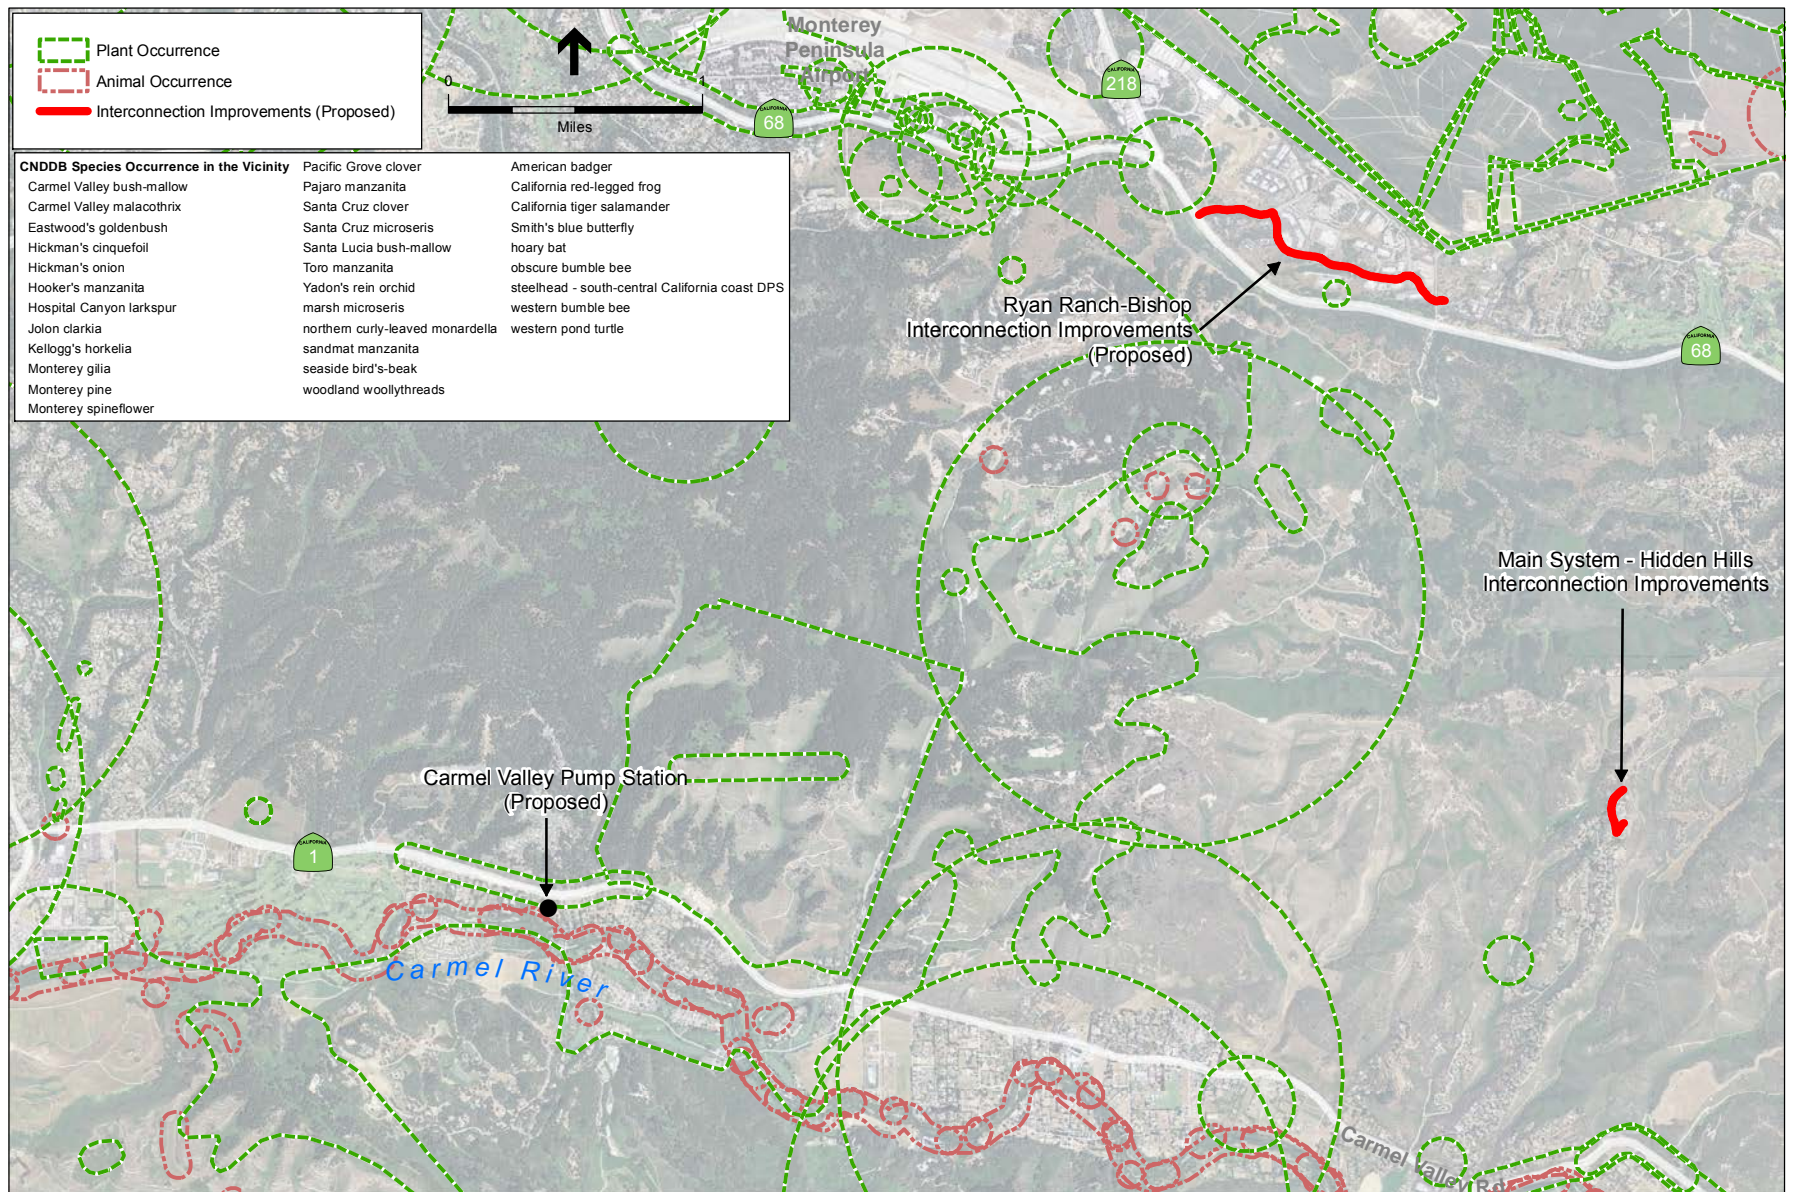 Plant Occurrence
Animal Occurrence
Interconnection Improvements (Proposed)
0 1
Miles
Monterey
Peninsula
Airport
CALIFORNIA
68
CALIFORNIA
218
CNDDB Species Occurrence in the Vicinity
Carmel Valley bush-mallow
Carmel Valley malacothrix
Eastwood's goldenbush
Hickman's cinquefoil
Hickman's onion
Hooker's manzanita
Hospital Canyon larkspur
Jolon clarkia
Kellogg's horkelia
Monterey gilia
Monterey pine
Monterey spineflower
Pacific Grove clover
Pajaro manzanita
Santa Cruz clover
Santa Cruz microseris
Santa Lucia bush-mallow
Toro manzanita
Yadon's rein orchid
marsh microseris
northern curly-leaved monardella
sandmat manzanita
seaside bird's-beak
woodland woollythreads
American badger
California red-legged frog
California tiger salamander
Smith's blue butterfly
hoary bat
obscure bumble bee
steelhead - south-central California coast DPS
western bumble bee
western pond turtle
Ryan Ranch-Bishop
Interconnection Improvements
(Proposed)
CALIFORNIA
68
Main System - Hidden Hills
Interconnection Improvements
Carmel Valley Pump Station
(Proposed)
CALIFORNIA
1
Carmel River
Carmel Valley Rd